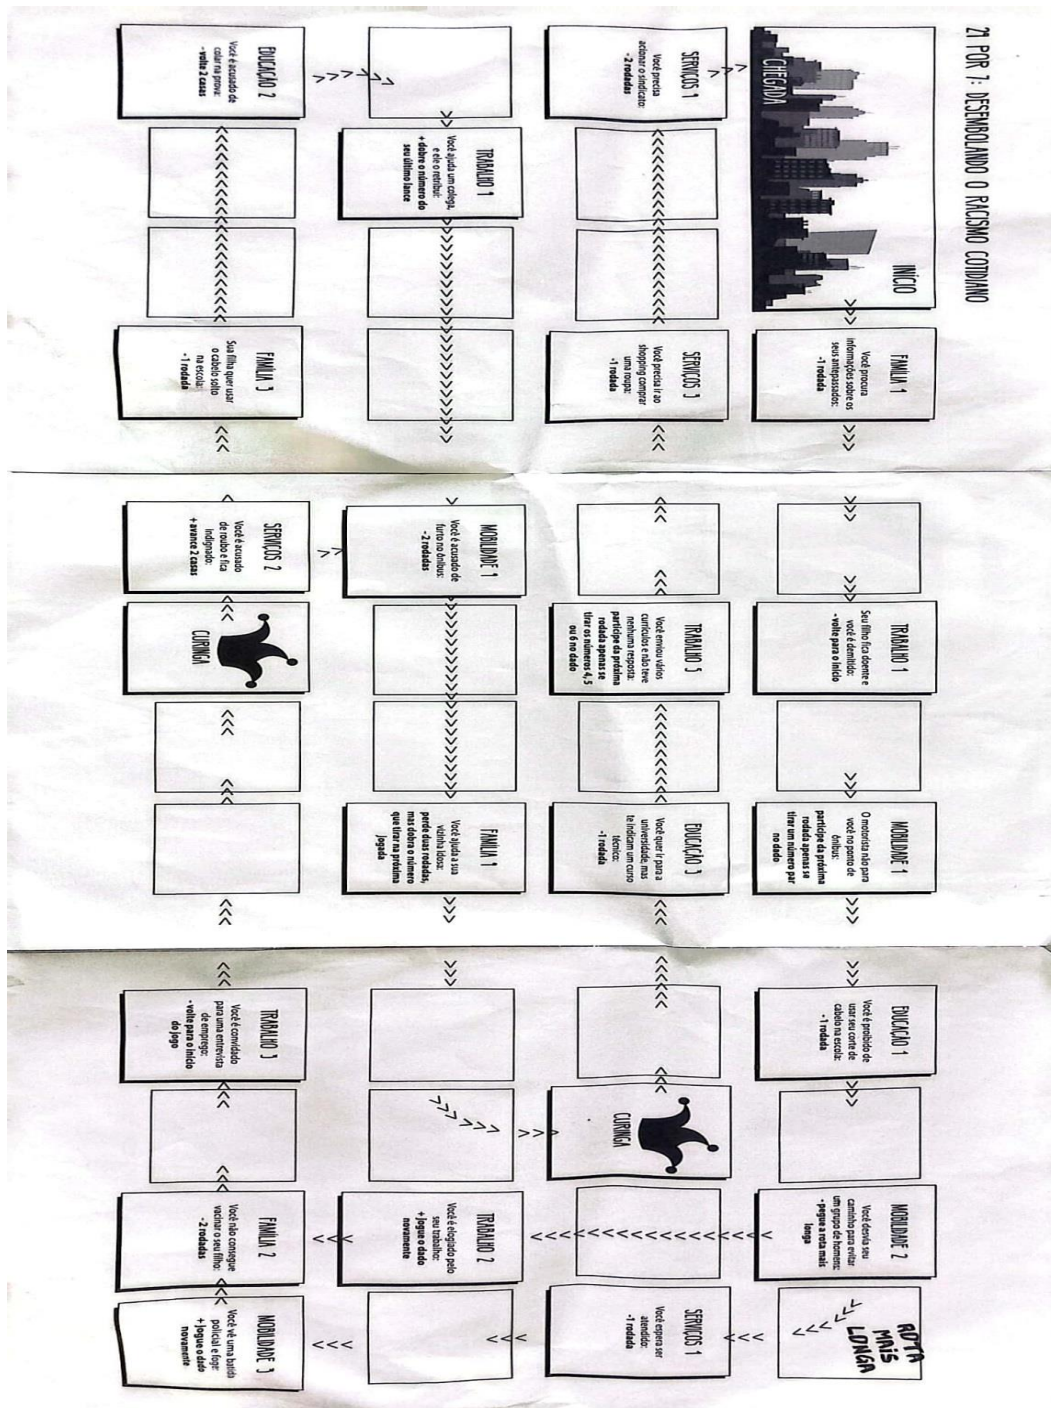 21 POR 7: DESEMBOLANDO O RACISMO COTIDIANO
INÍCIO
CHEGADA
FAMÍLIA 1
Você procura
informações sobre os
seus antepassados:
- 1 rodada
TRABALHO 1
Seu filho fica doente e
você é demitido:
- volte para o início
MOBILIDADE 1
O motorista não para
você no ponto de
ônibus:
participe da próxima
rodada apenas se
tirar um número par
no dado
EDUCAÇÃO 1
Você é proibido de
usar seu corte de
cabelo na escola:
- 1 rodada
MOBILIDADE 2
Você desvia seu
caminho para evitar
um grupo de homens:
- pegue a rota mais
longa
ROTA
MAIS
LONGA
SERVIÇOS 1
Você precisa
acionar o sindicato:
- 2 rodadas
SERVIÇOS 3
Você precisa ir ao
shopping comprar
uma roupa:
- 1 rodada
TRABALHO 3
Você enviou vários
currículos e não teve
nenhuma resposta:
participe da próxima
rodada apenas se
tirar os números 4, 5
ou 6 no dado
EDUCAÇÃO 3
Você quer ir para a
universidade, mas
te indicam um curso
técnico:
- 1 rodada
CURINGA
SERVIÇOS 1
Você espera ser
atendido:
- 1 rodada
TRABALHO 1
Você ajuda um colega,
e ele o retribui:
+ dobre o número do
seu último lance
MOBILIDADE 1
Você é acusado de
furto no ônibus:
- 2 rodadas
FAMÍLIA 1
Você ajuda a sua
vizinha idosa:
perde duas rodadas,
mas dobra o número
que tirar na próxima
jogada
TRABALHO 2
Você é elogiado pelo
seu trabalho:
+ jogue o dado
novamente
EDUCAÇÃO 2
Você é acusado de
colar na prova:
- volte 2 casas
FAMÍLIA 3
Sua filha quer usar
o cabelo solto
na escola:
- 1 rodada
SERVIÇOS 2
Você é acusado
de roubo e fica
indignado:
+ avance 2 casas
CURINGA
TRABALHO 3
Você é convidado
para uma entrevista
de emprego:
- volte para o início
do jogo
FAMÍLIA 2
Você não consegue
vacinar o seu filho:
- 2 rodadas
MOBILIDADE 3
Você vê uma batida
policial e foge:
+ jogue o dado
novamente